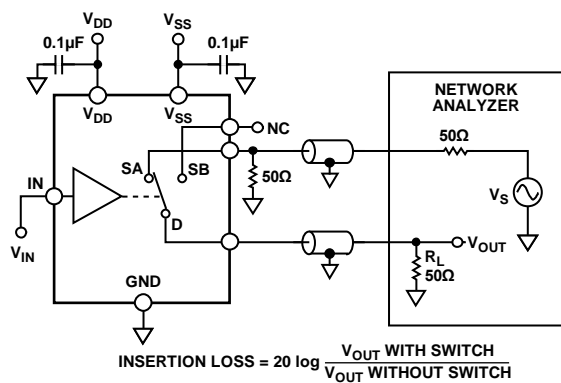 VDD
VSS
0.1µF
0.1µF
VDD
VSS
NC
NETWORK
ANALYZER
50Ω
SA
SB
50Ω
IN
VS
D
VIN
VOUT
RL
50Ω
GND
INSERTION LOSS = 20 log VOUT WITH SWITCH
VOUT WITHOUT SWITCH